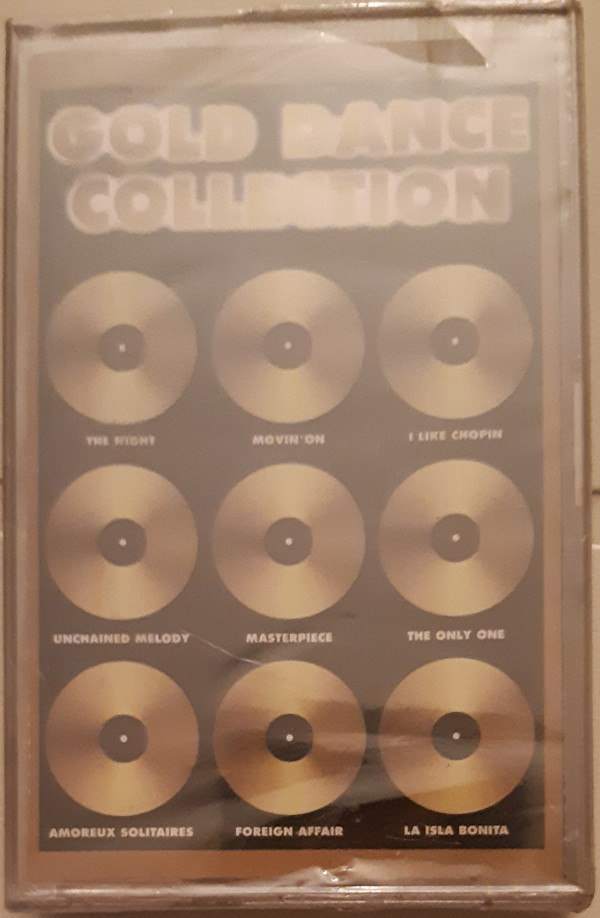 GOLD DANCE
COLLECTION
THE NIGHT
MOVIN'ON
I LIKE CHOPIN
UNCHAINED MELODY
MASTERPIECE
THE ONLY ONE
AMOREUX SOLITAIRES
FOREIGN AFFAIR
LA ISLA BONITA